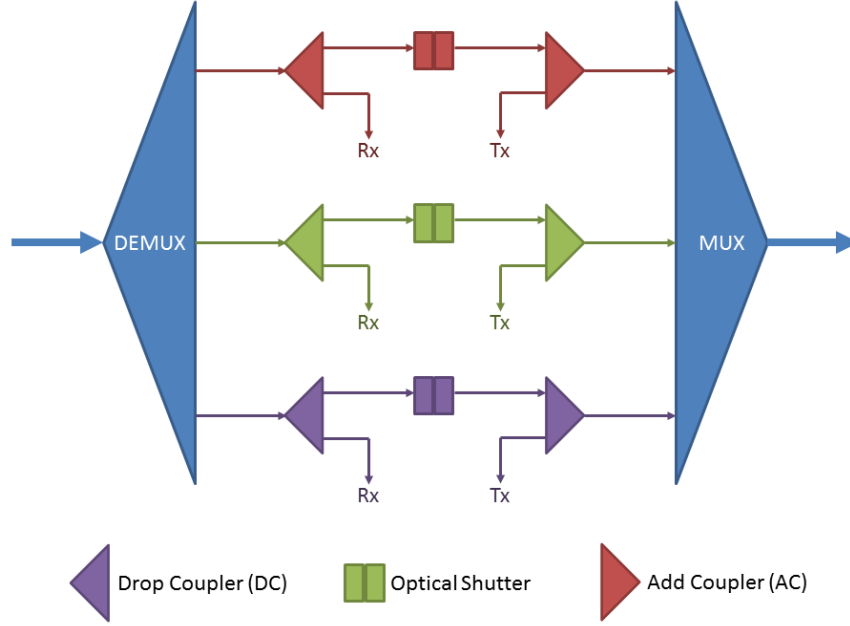 Rx
Tx
DEMUX
MUX
Rx
Tx
Rx
Tx
Drop Coupler (DC)
Optical Shutter
Add Coupler (AC)